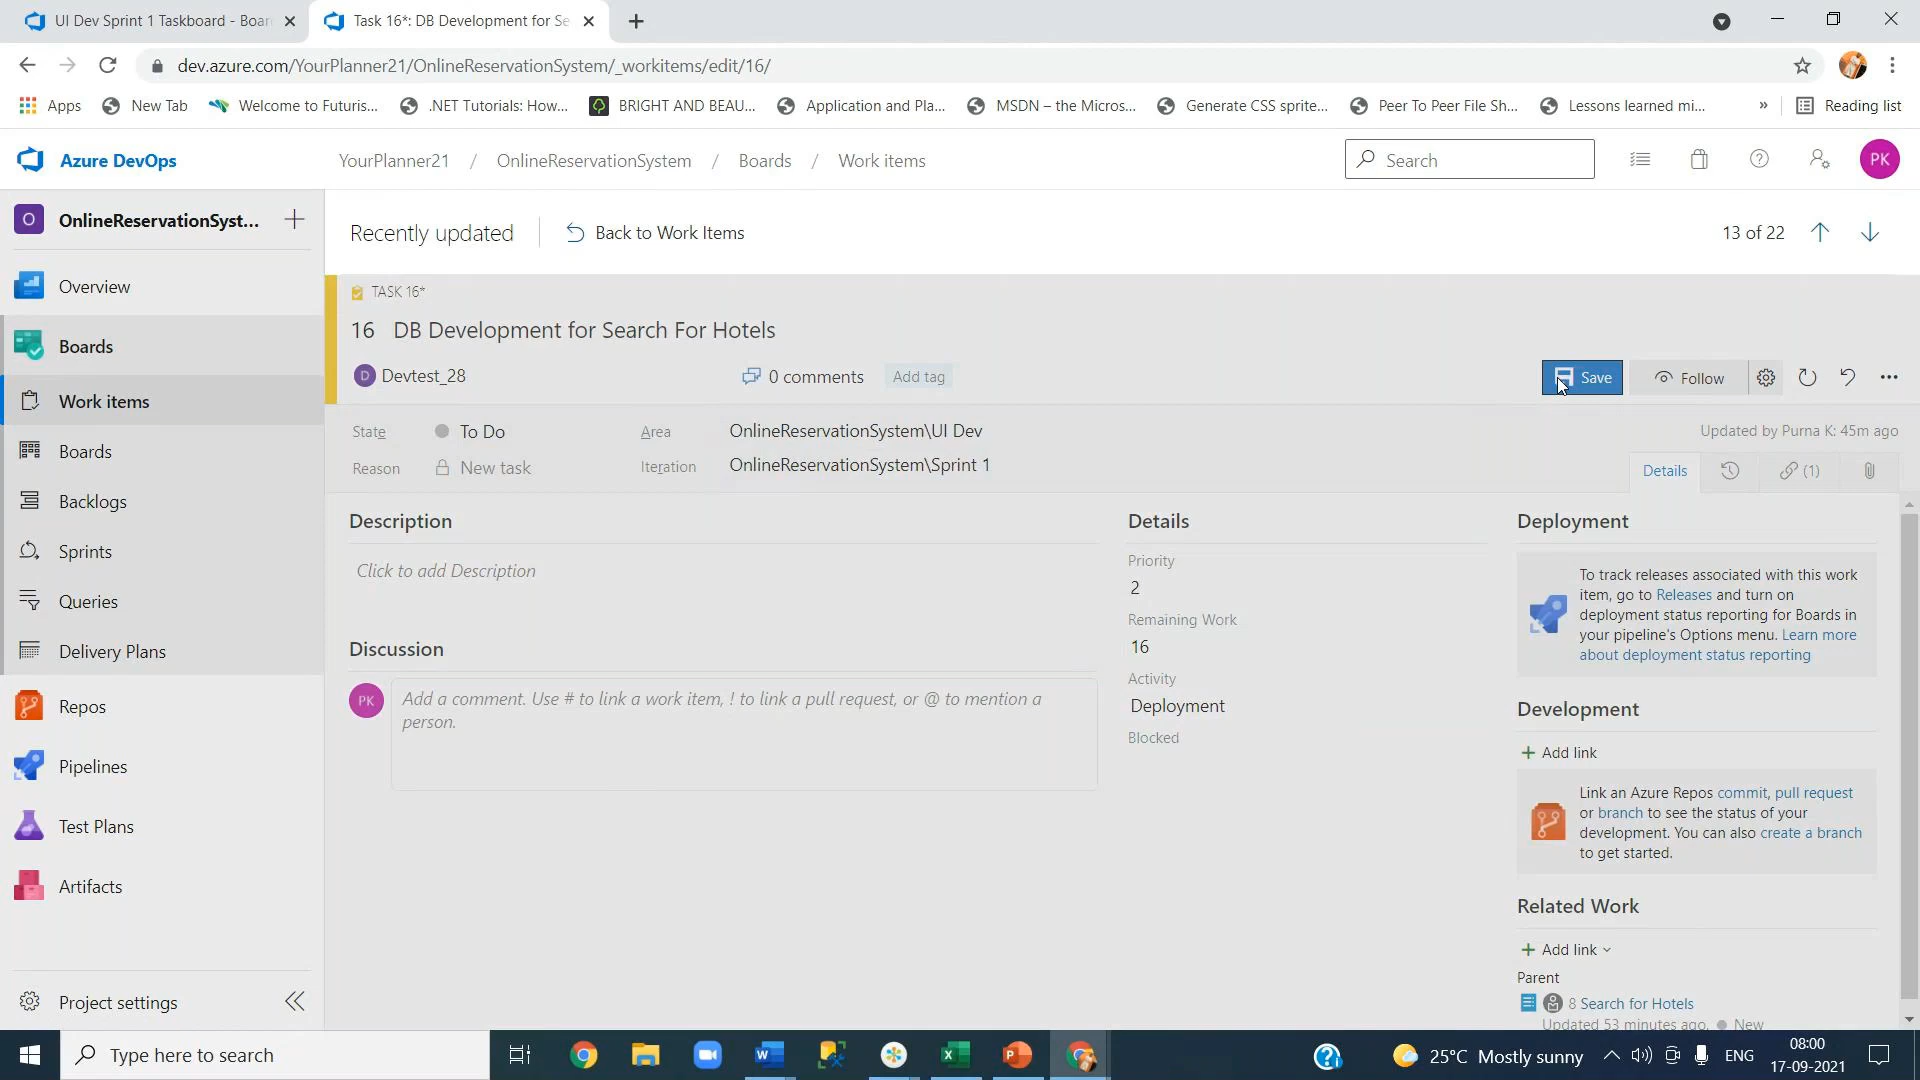 UI Dev Sprint 1 Taskboard - Boar
Task 16*: DB Development for Se
dev.azure.com/YourPlanner21/OnlineReservationSystem/_workitems/edit/16/
Apps
New Tab
Welcome to Futuris...
.NET Tutorials: How...
BRIGHT AND BEAU...
Application and Pla...
MSDN – the Micros...
Generate CSS sprite...
Peer To Peer File Sh...
Lessons learned mi...
»
Reading list
Azure DevOps
YourPlanner21 / OnlineReservationSystem / Boards / Work items
Search
PK
O
OnlineReservationSyst...
Overview
Boards
Work items
Boards
Backlogs
Sprints
Queries
Delivery Plans
Repos
Pipelines
Test Plans
Artifacts
Project settings
Recently updated
Back to Work Items
13 of 22
TASK 16*
16 DB Development for Search For Hotels
D
Devtest_28
0 comments
Add tag
Save
Follow
State
To Do
Reason
New task
Area
OnlineReservationSystem\UI Dev
Iteration
OnlineReservationSystem\Sprint 1
Updated by Purna K: 45m ago
Details
(1)
Description
Click to add Description
Discussion
PK
Add a comment. Use # to link a work item, ! to link a pull request, or @ to mention a
person.
Details
Priority
2
Remaining Work
16
Activity
Deployment
Blocked
Deployment
To track releases associated with this work
item, go to Releases and turn on
deployment status reporting for Boards in
your pipeline's Options menu. Learn more
about deployment status reporting
Development
+ Add link
Link an Azure Repos commit, pull request
or branch to see the status of your
development. You can also create a branch
to get started.
Related Work
+ Add link
Parent
8 Search for Hotels
Updated 53 minutes ago, New
Type here to search
25°C Mostly sunny
ENG
08:00
17-09-2021